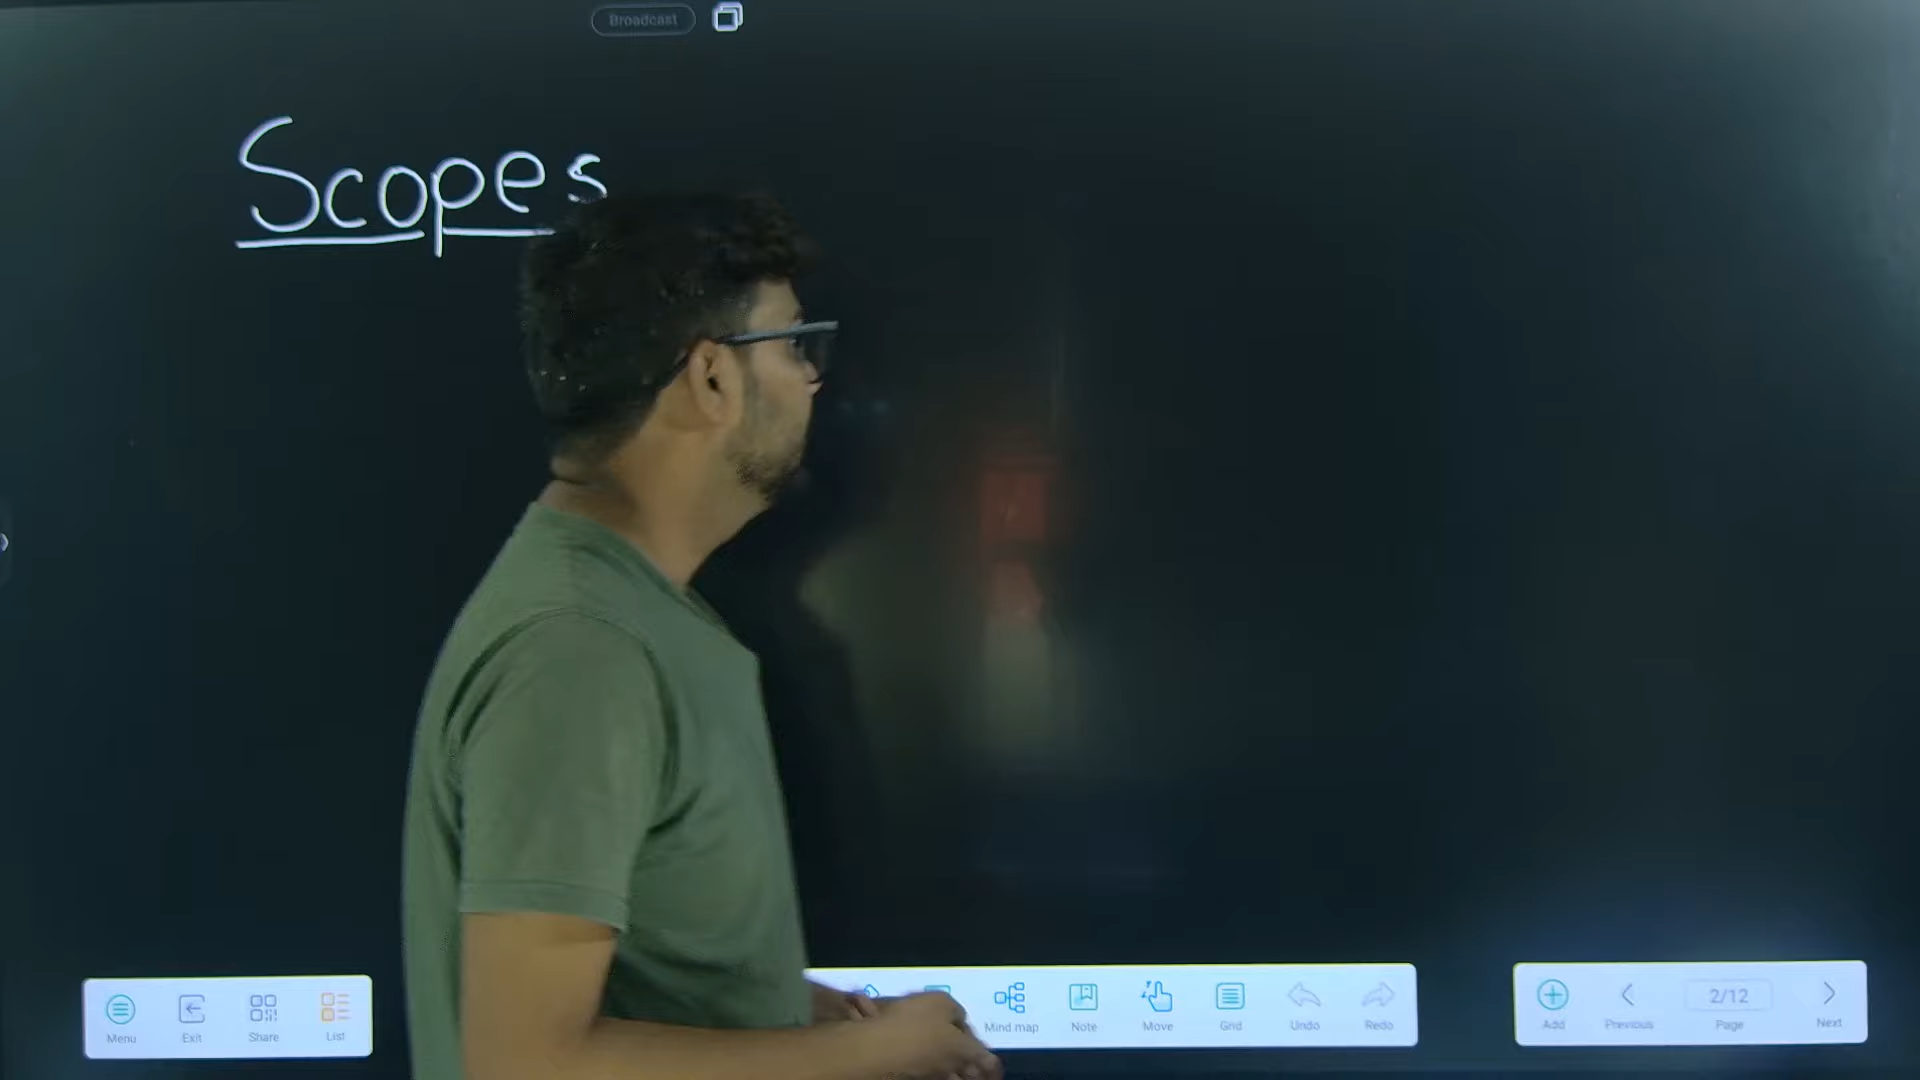 Broadcast
Scopes
Menu
Exit
Share
List
Mind map
Note
Move
Grid
Undo
Redo
Add
Previous
2/12
Page
Next